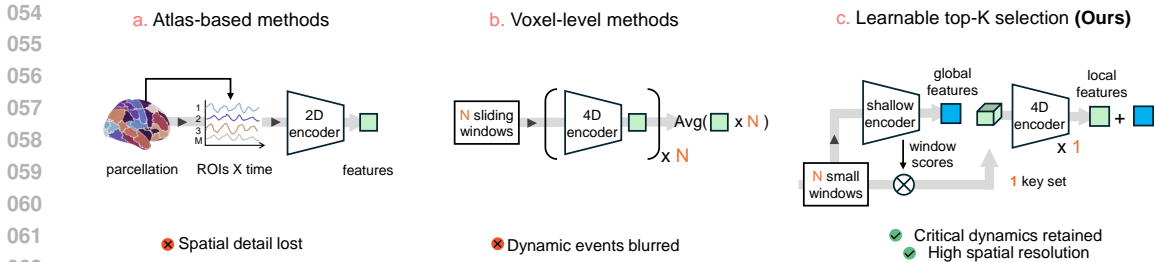 054
055
056
057
058
059
060
061
a. Atlas-based methods
1
2
3
M
2D
encoder
parcellation
ROIs X time
features
Spatial detail lost
b. Voxel-level methods
N sliding
windows
4D
encoder
x N
Avg( x N )
Dynamic events blurred
c. Learnable top-K selection (Ours)
shallow
encoder
global
features
4D
encoder
x 1
local
features
+
window
scores
N small
windows
1 key set
Critical dynamics retained
High spatial resolution